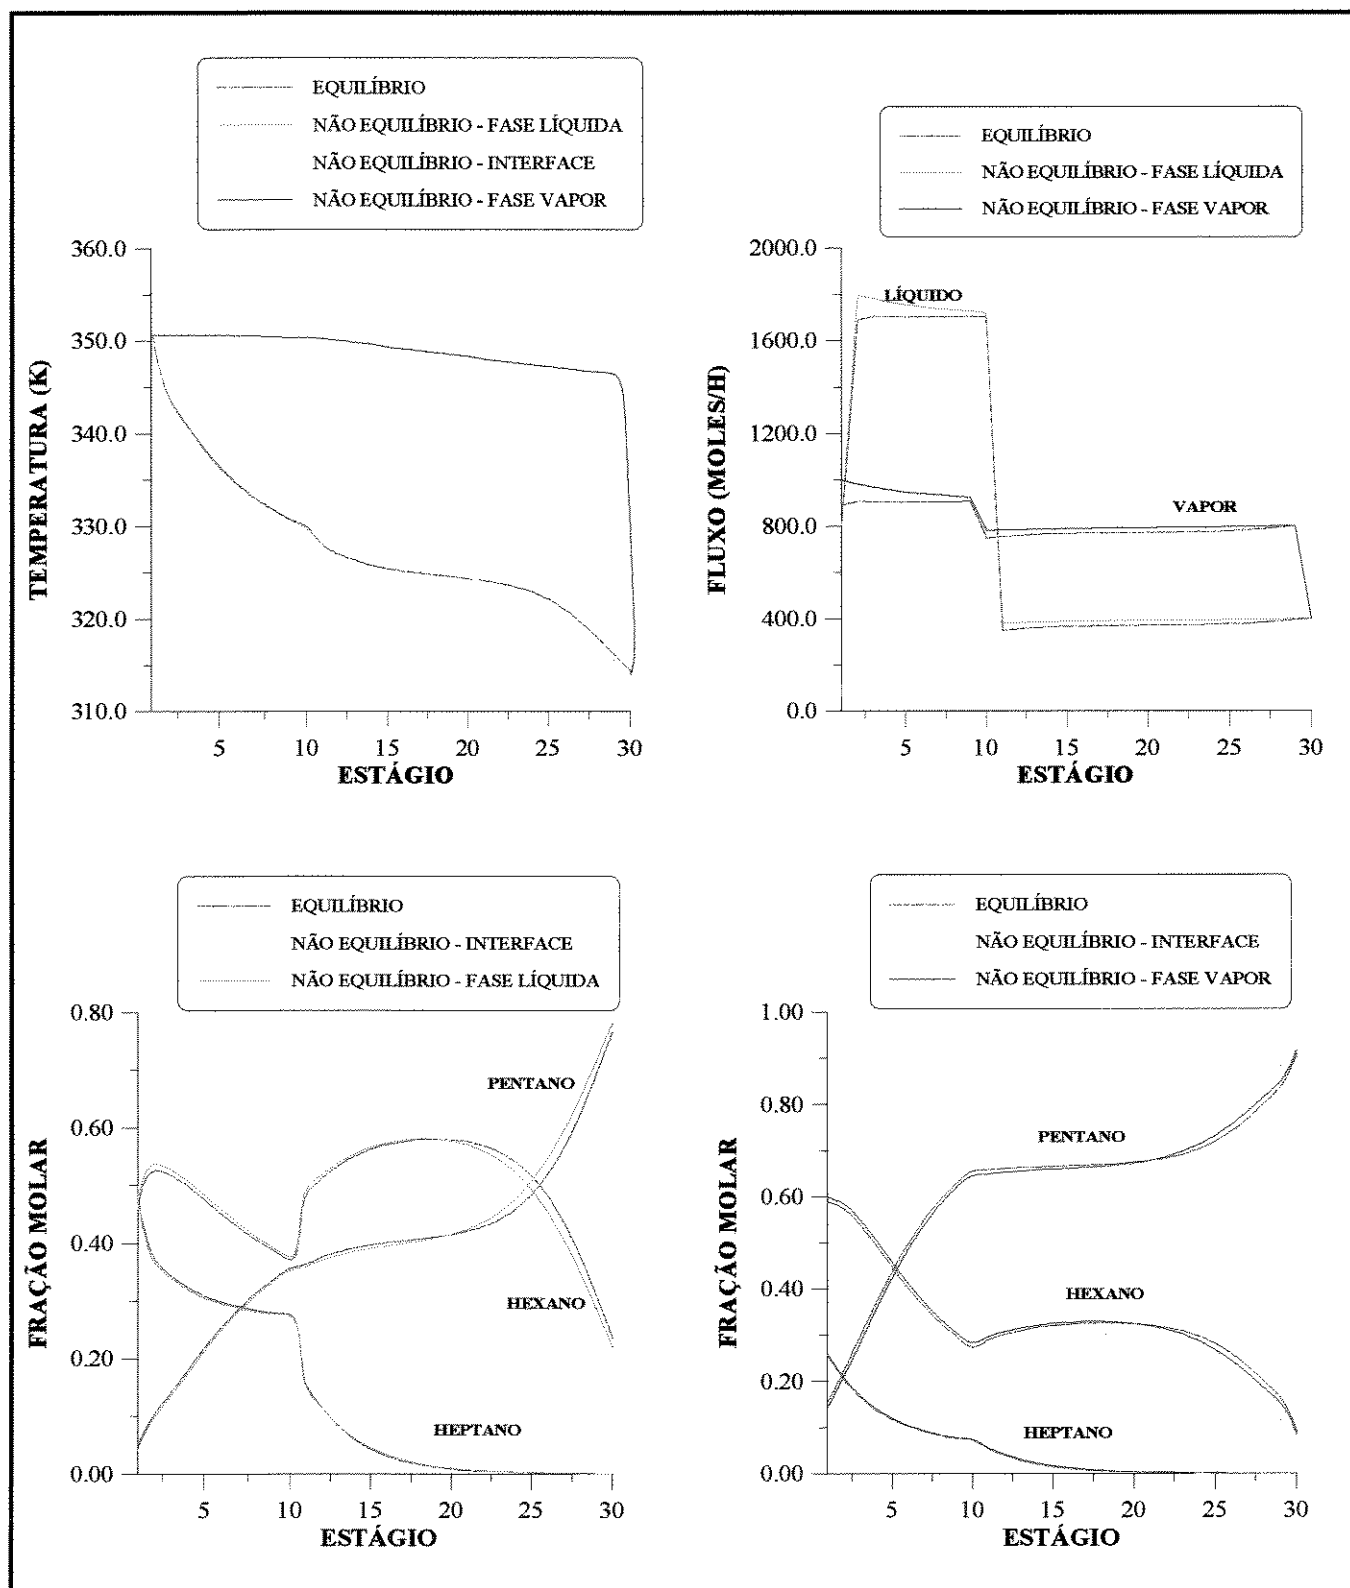 EQUILÍBRIO
NÃO EQUILÍBRIO - FASE LÍQUIDA
NÃO EQUILÍBRIO - INTERFACE
NÃO EQUILÍBRIO - FASE VAPOR
360.0
350.0
340.0
330.0
320.0
310.0
TEMPERATURA (K)
5 10 15 20 25 30
ESTÁGIO
EQUILÍBRIO
NÃO EQUILÍBRIO - FASE LÍQUIDA
NÃO EQUILÍBRIO - FASE VAPOR
2000.0
1600.0
1200.0
800.0
400.0
0.0
FLUXO (MOLES/H)
LÍQUIDO
VAPOR
5 10 15 20 25 30
ESTÁGIO
EQUILÍBRIO
NÃO EQUILÍBRIO - INTERFACE
NÃO EQUILÍBRIO - FASE LÍQUIDA
0.80
0.60
0.40
0.20
0.00
FRAÇÃO MOLAR
PENTANO
HEXANO
HEPTANO
5 10 15 20 25 30
ESTÁGIO
EQUILÍBRIO
NÃO EQUILÍBRIO - INTERFACE
NÃO EQUILÍBRIO - FASE VAPOR
1.00
0.80
0.60
0.40
0.20
0.00
FRAÇÃO MOLAR
PENTANO
HEXANO
HEPTANO
5 10 15 20 25 30
ESTÁGIO